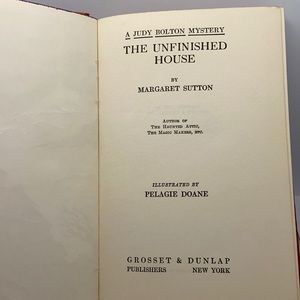 A JUDY BOLTON MYSTERY
THE UNFINISHED
HOUSE
BY
MARGARET SUTTON
AUTHOR OF
THE HAUNTED ATTIC,
THE MAGIC MAKERS, ETC.
ILLUSTRATED BY
PELAGIE DOANE
GROSSET & DUNLAP
PUBLISHERS NEW YORK